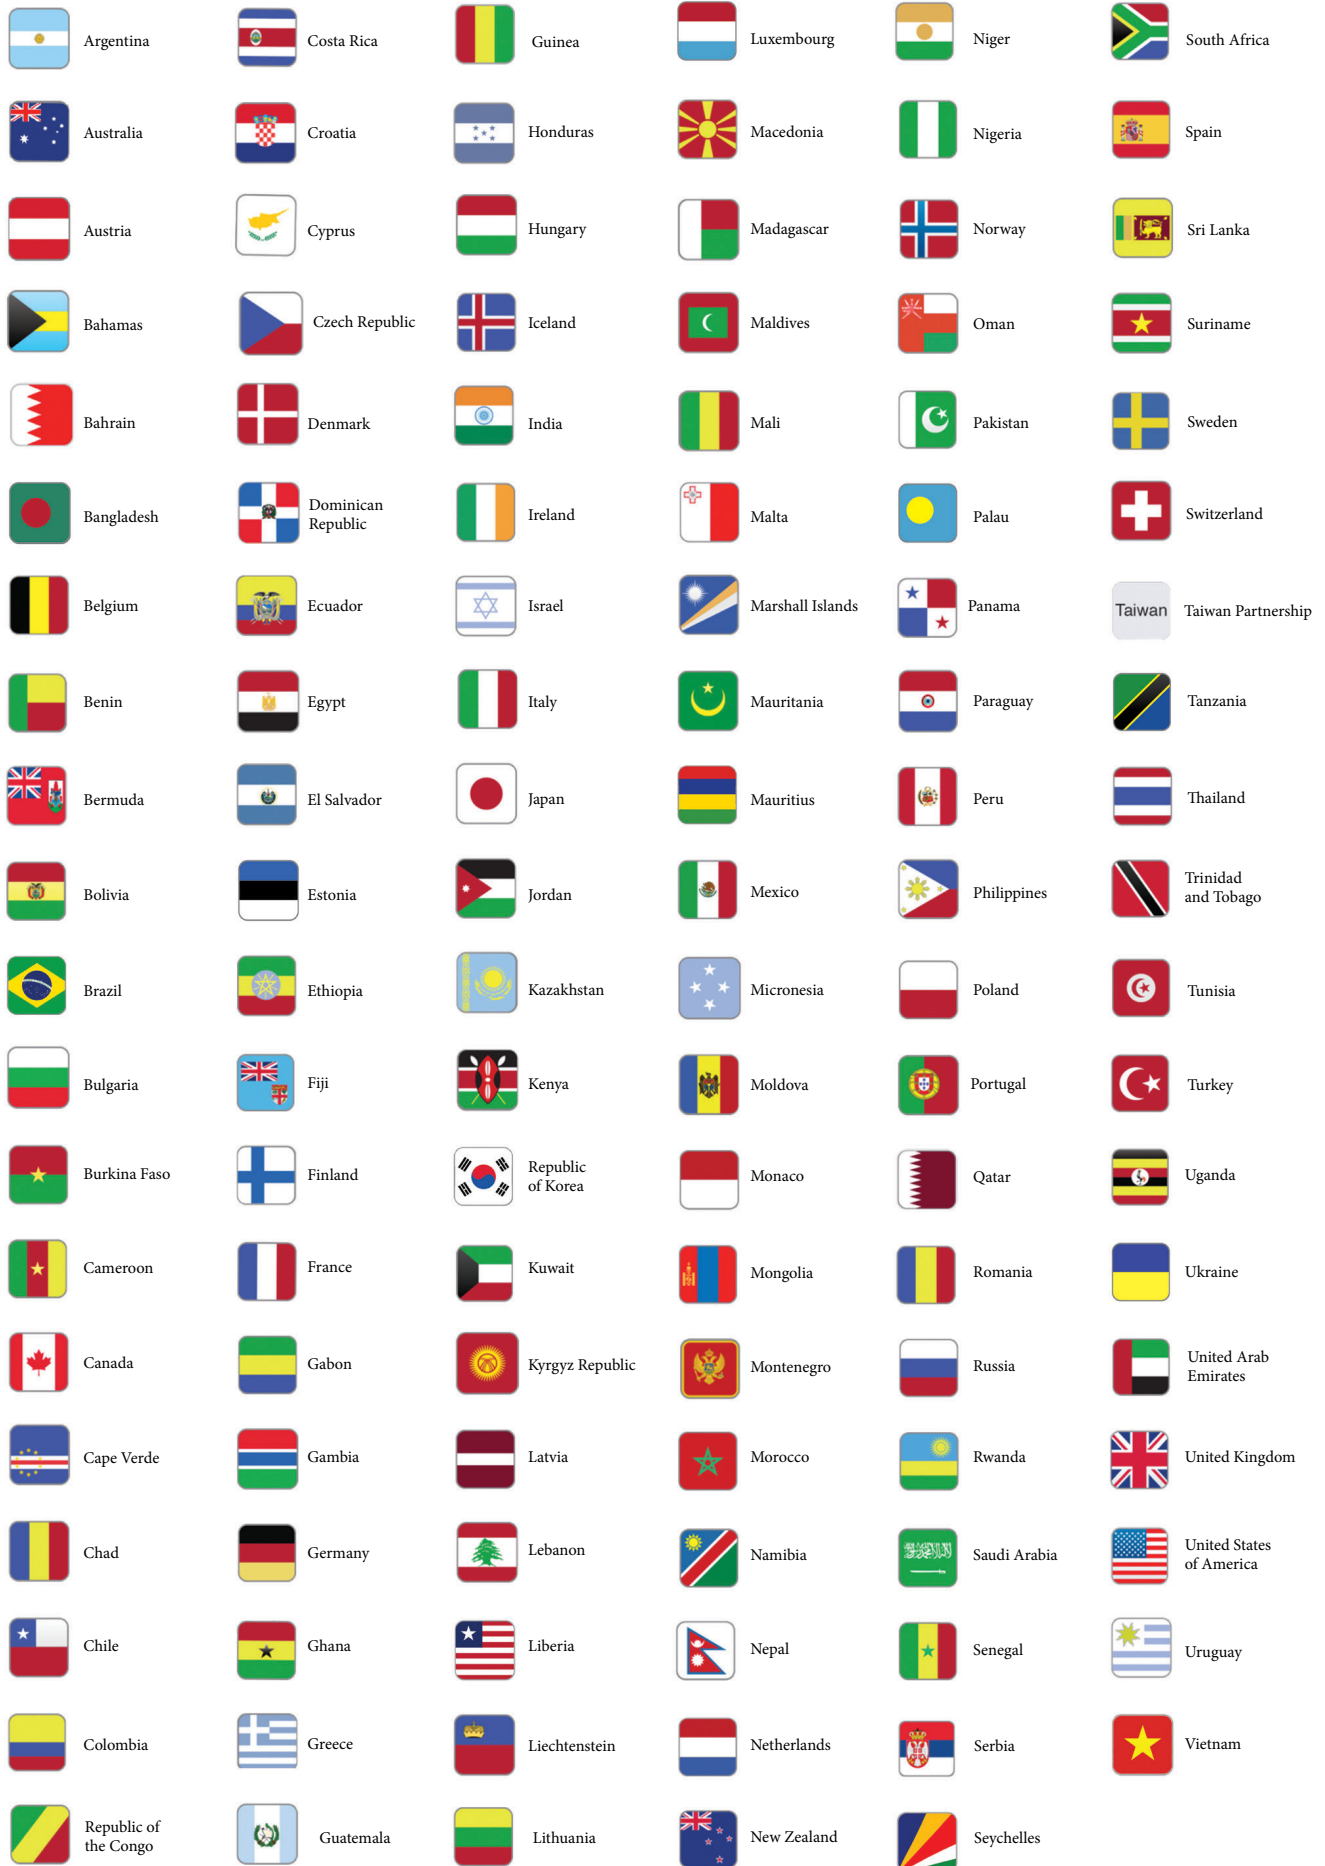 Argentina
Australia
Austria
Bahamas
Bahrain
Bangladesh
Belgium
Benin
Bermuda
Bolivia
Brazil
Bulgaria
Burkina Faso
Cameroon
Canada
Cape Verde
Chad
Chile
Colombia
Republic of
the Congo
Costa Rica
Croatia
Cyprus
Czech Republic
Denmark
Dominican
Republic
Ecuador
Egypt
El Salvador
Estonia
Ethiopia
Fiji
Finland
France
Gabon
Gambia
Germany
Ghana
Greece
Guatemala
Guinea
Honduras
Hungary
Iceland
India
Ireland
Israel
Italy
Japan
Jordan
Kazakhstan
Kenya
Republic
of Korea
Kuwait
Kyrgyz Republic
Latvia
Lebanon
Liberia
Liechtenstein
Lithuania
Luxembourg
Macedonia
Madagascar
Maldives
Mali
Malta
Marshall Islands
Mauritania
Mauritius
Mexico
Micronesia
Moldova
Monaco
Mongolia
Montenegro
Morocco
Namibia
Nepal
Netherlands
New Zealand
Niger
Nigeria
Norway
Oman
Pakistan
Palau
Panama
Paraguay
Peru
Philippines
Poland
Portugal
Qatar
Romania
Russia
Rwanda
Saudi Arabia
Senegal
Serbia
Seychelles
South Africa
Spain
Sri Lanka
Suriname
Sweden
Switzerland
Taiwan
Taiwan Partnership
Tanzania
Thailand
Trinidad
and Tobago
Tunisia
Turkey
Uganda
Ukraine
United Arab
Emirates
United Kingdom
United States
of America
Uruguay
Vietnam